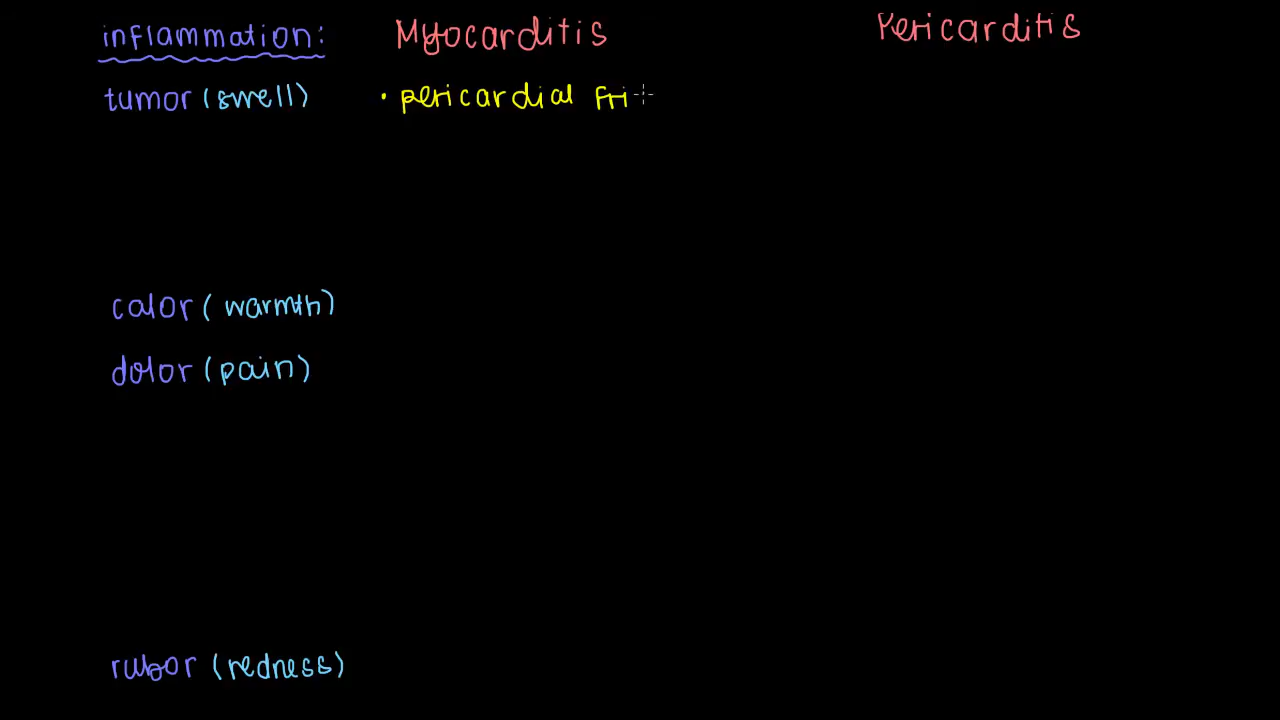 inflammation: Myocarditis Pericarditis
tumor (swell) • pericardial fri
calor (warmth)
dolor (pain)
rubor (redness)